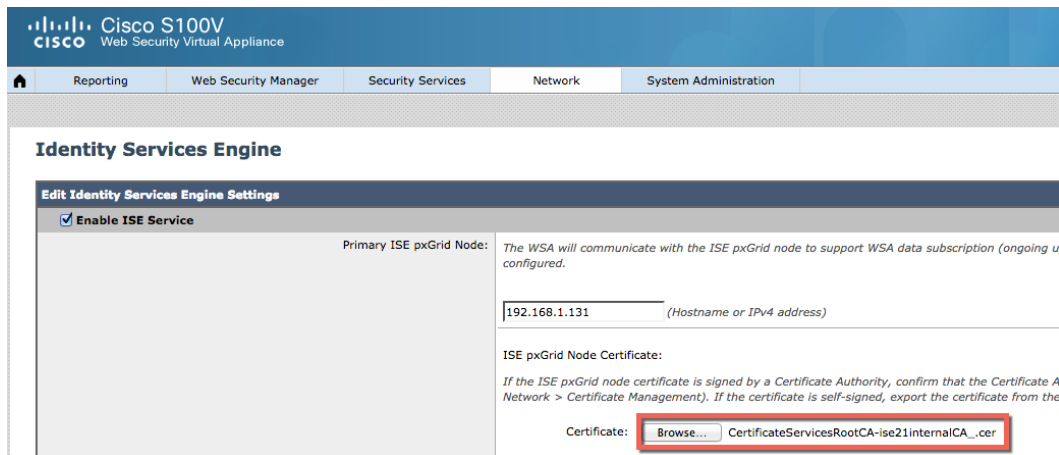 Cisco S100V
CISCO Web Security Virtual Appliance
Reporting Web Security Manager Security Services Network System Administration
Identity Services Engine
Edit Identity Services Engine Settings
Enable ISE Service
Primary ISE pxGrid Node: The WSA will communicate with the ISE pxGrid node to support WSA data subscription (ongoing u
configured.
192.168.1.131 (Hostname or IPv4 address)
ISE pxGrid Node Certificate:
If the ISE pxGrid node certificate is signed by a Certificate Authority, confirm that the Certificate A
Network > Certificate Management). If the certificate is self-signed, export the certificate from the
Certificate: Browse... CertificateServicesRootCA-ise21internalCA_.cer